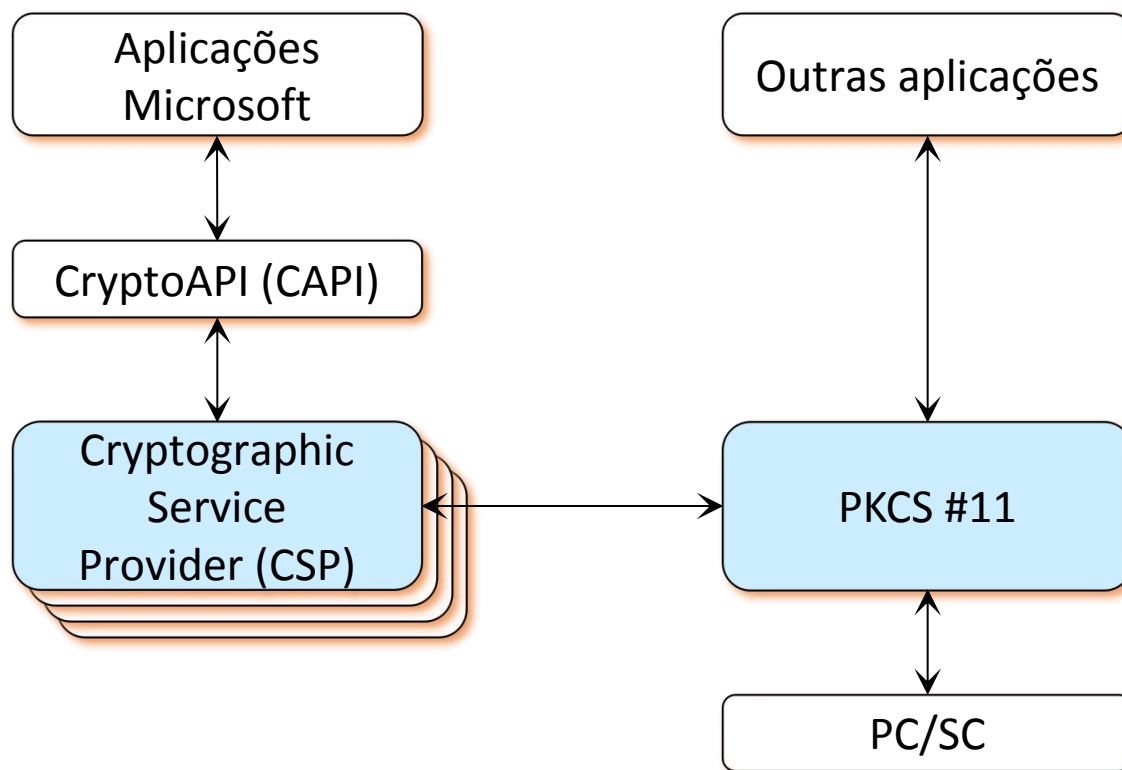 Aplicações
Microsoft
Outras aplicações
CryptoAPI (CAPI)
Cryptographic
Service
Provider (CSP)
PKCS #11
PC/SC